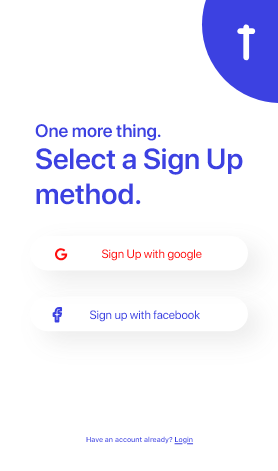 t
One more thing.
Select a Sign Up
method.
G
Sign Up with google
f
Sign up with facebook
Have an account already? Login